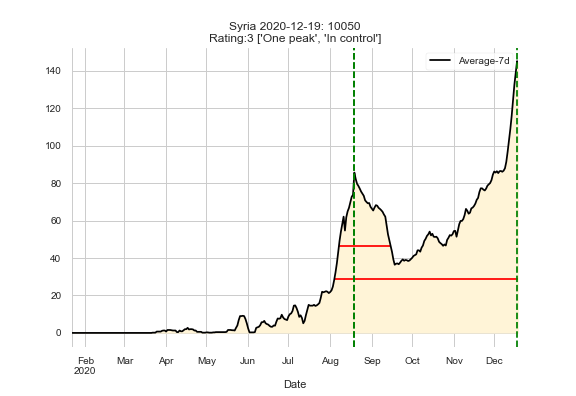 Syria 2020-12-19: 10050
Rating:3 ['One peak', 'In control']
Average-7d
140
120
100
80
60
40
20
0
Feb Mar Apr May Jun Jul Aug Sep Oct Nov Dec
2020
Date